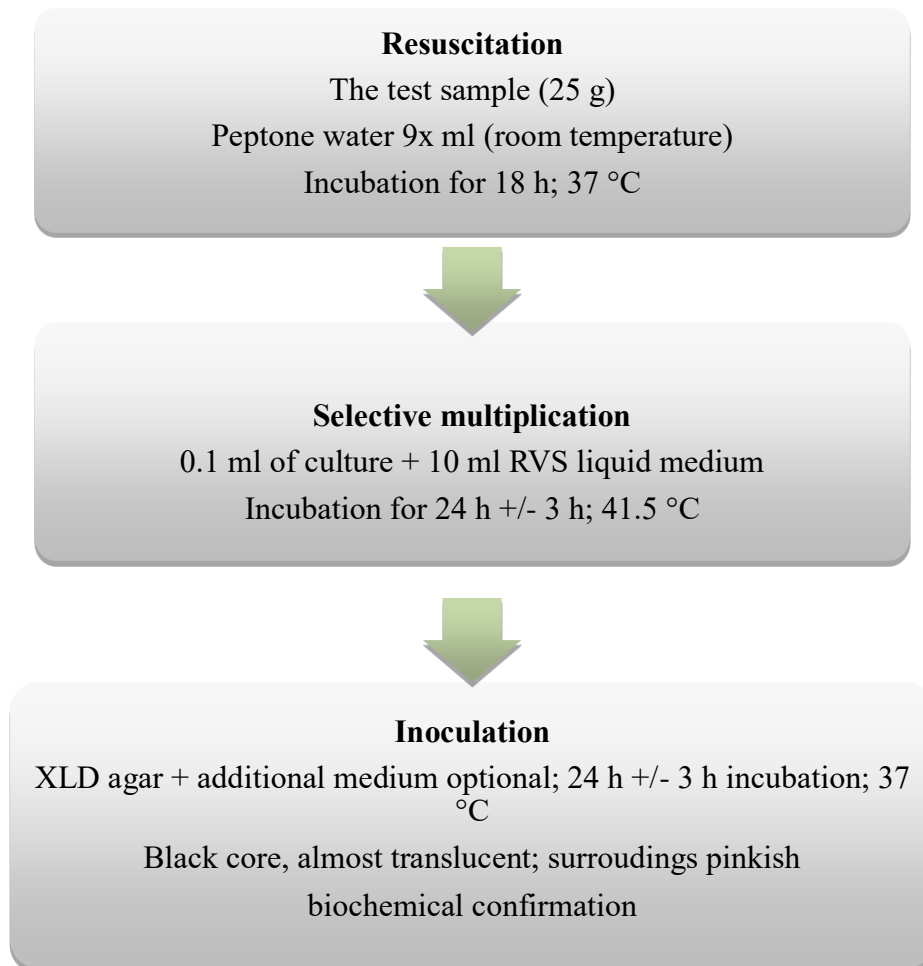 Resuscitation
The test sample (25 g)
Peptone water 9x ml (room temperature)
Incubation for 18 h; 37 °C
Selective multiplication
0.1 ml of culture + 10 ml RVS liquid medium
Incubation for 24 h +/- 3 h; 41.5 °C
Inoculation
XLD agar + additional medium optional; 24 h +/- 3 h incubation; 37
°C
Black core, almost translucent; surroudings pinkish
biochemical confirmation